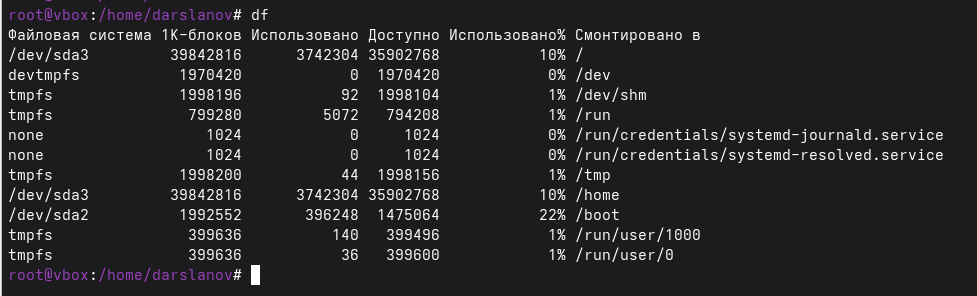 root@vbox:/home/darslanov# df
Файловая система 1K-блоков Использовано Доступно Использовано% Смонтировано в
/dev/sda3 39842816 3742304 35902768 10% /
devtmpfs 1970420 0 1970420 0% /dev
tmpfs 1998196 92 1998104 1% /dev/shm
tmpfs 799280 5072 794208 1% /run
none 1024 0 1024 0% /run/credentials/systemd-journald.service
none 1024 0 1024 0% /run/credentials/systemd-resolved.service
tmpfs 1998200 44 1998156 1% /tmp
/dev/sda3 39842816 3742304 35902768 10% /home
/dev/sda2 1992552 396248 1475064 22% /boot
tmpfs 399636 140 399496 1% /run/user/1000
tmpfs 399636 36 399600 1% /run/user/0
root@vbox:/home/darslanov#